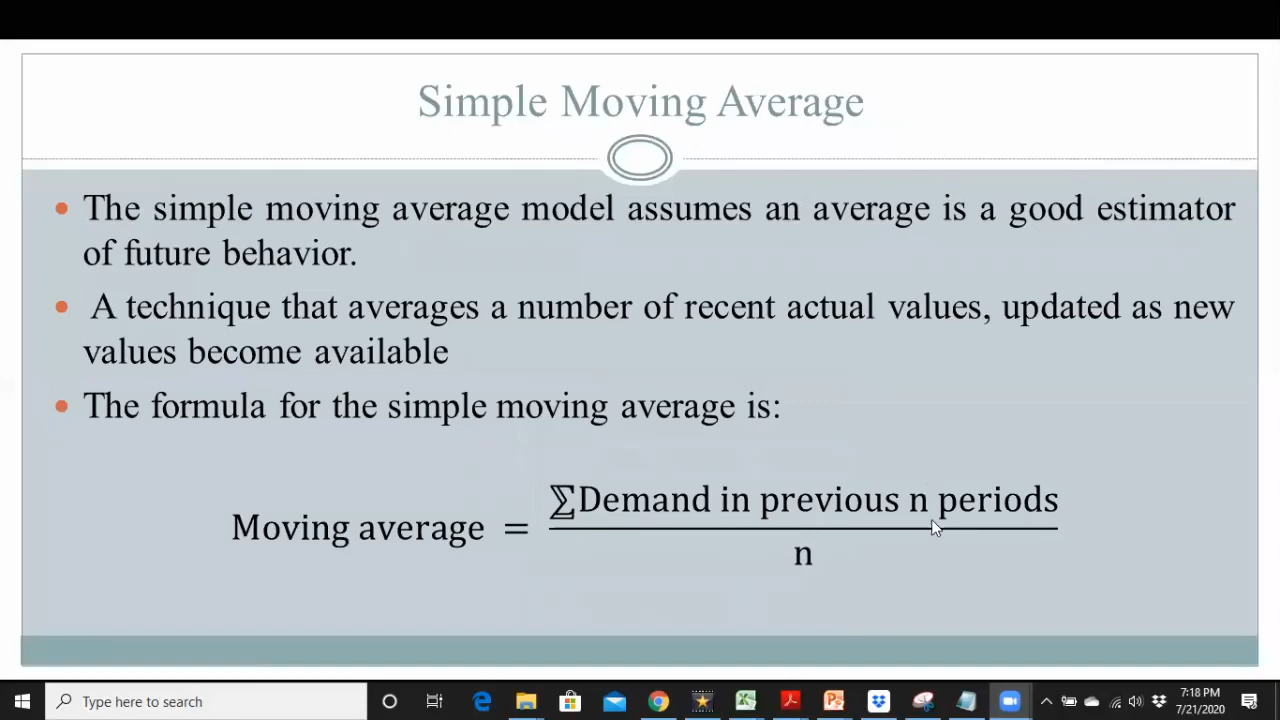 Simple Moving Average
• The simple moving average model assumes an average is a good estimator
of future behavior.
• A technique that averages a number of recent actual values, updated as new
values become available
• The formula for the simple moving average is:
Moving average = ∑Demand in previous n periods
n
Type here to search
7:18 PM
7/21/2020